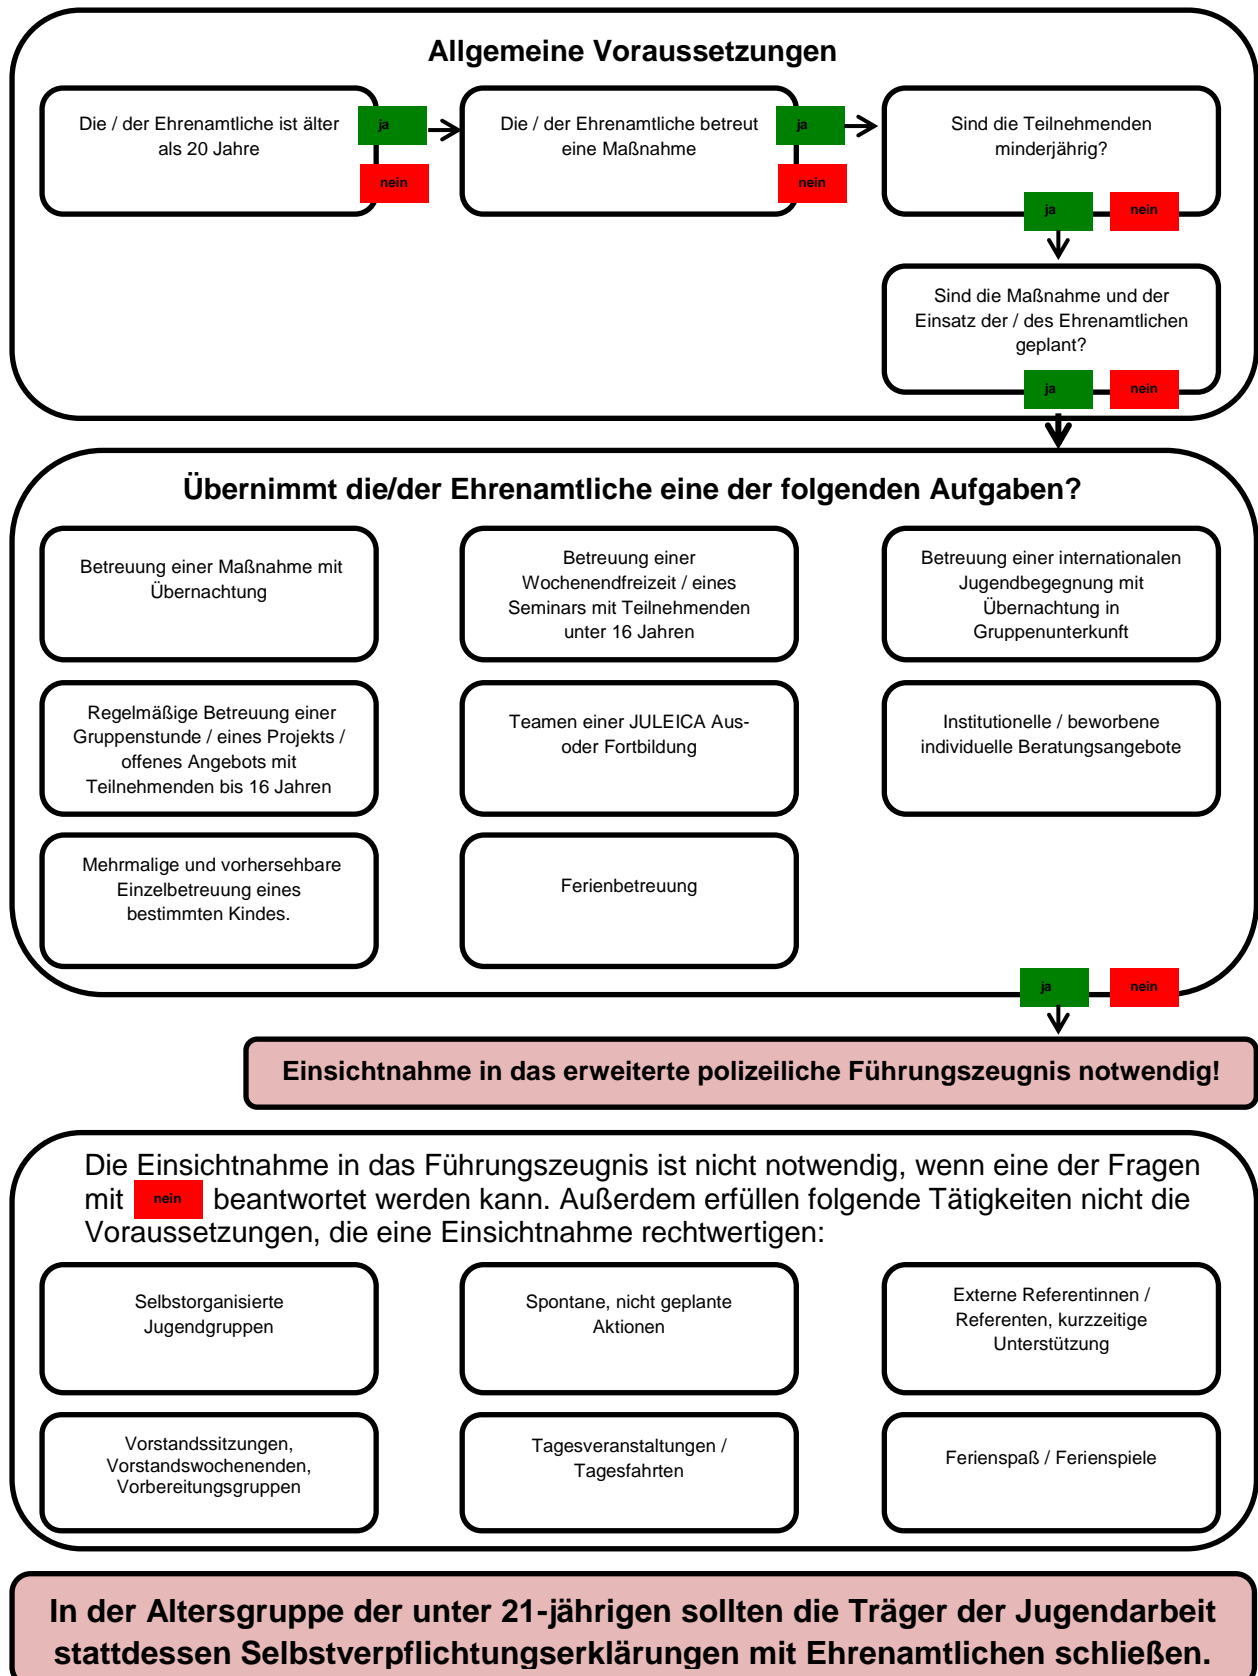 Allgemeine Voraussetzungen
Die / der Ehrenamtliche ist älter
als 20 Jahre
ja
nein
Die / der Ehrenamtliche betreut
eine Maßnahme
ja
nein
Sind die Teilnehmenden
minderjährig?
ja
nein
Sind die Maßnahme und der
Einsatz der / des Ehrenamtlichen
geplant?
ja
nein
Übernimmt die/der Ehrenamtliche eine der folgenden Aufgaben?
Betreuung einer Maßnahme mit
Übernachtung
Betreuung einer
Wochenendfreizeit / eines
Seminars mit Teilnehmenden
unter 16 Jahren
Betreuung einer internationalen
Jugendbegegnung mit
Übernachtung in
Gruppenunterkunft
Regelmäßige Betreuung einer
Gruppenstunde / eines Projekts /
offenes Angebots mit
Teilnehmenden bis 16 Jahren
Teamen einer JULEICA Aus-
oder Fortbildung
Institutionelle / beworbene
individuelle Beratungsangebote
Mehrmalige und vorhersehbare
Einzelbetreuung eines
bestimmten Kindes.
Ferienbetreuung
ja
nein
Einsichtnahme in das erweiterte polizeiliche Führungszeugnis notwendig!
Die Einsichtnahme in das Führungszeugnis ist nicht notwendig, wenn eine der Fragen
mit nein beantwortet werden kann. Außerdem erfüllen folgende Tätigkeiten nicht die
Voraussetzungen, die eine Einsichtnahme rechtwertigen:
Selbstorganisierte
Jugendgruppen
Spontane, nicht geplante
Aktionen
Externe Referentinnen /
Referenten, kurzzeitige
Unterstützung
Vorstandssitzungen,
Vorstandswochenenden,
Vorbereitungsgruppen
Tagesveranstaltungen /
Tagesfahrten
Ferienspaß / Ferienspiele
In der Altersgruppe der unter 21-jährigen sollten die Träger der Jugendarbeit
stattdessen Selbstverpflichtungserklärungen mit Ehrenamtlichen schließen.